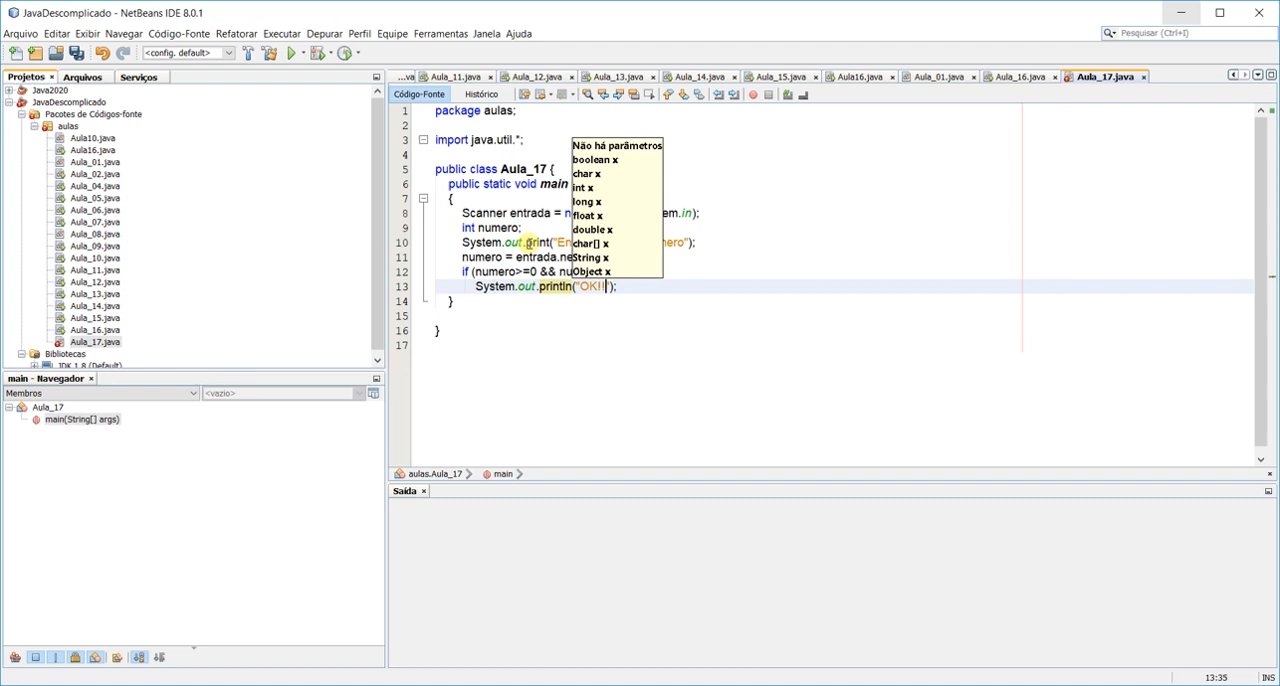 JavaDescomplicado - NetBeans IDE 8.0.1
Arquivo Editar Exibir Navegar Código-Fonte Refatorar Executar Depurar Perfil Equipe Ferramentas Janela Ajuda
Pesquisar (Ctrl+I)
<config. default>
Projetos × Arquivos Serviços
...va Aula_11.java × Aula_12.java × Aula_13.java × Aula_14.java × Aula_15.java × Aula16.java × Aula_01.java × Aula_16.java × Aula_17.java ×
Código-Fonte Histórico
Java2020
JavaDescomplicado
Pacotes de Códigos-fonte
aulas
Aula10.java
Aula16.java
Aula_01.java
Aula_02.java
Aula_04.java
Aula_05.java
Aula_06.java
Aula_07.java
Aula_08.java
Aula_09.java
Aula_10.java
Aula_11.java
Aula_12.java
Aula_13.java
Aula_14.java
Aula_15.java
Aula_16.java
Aula_17.java
Bibliotecas
JDK 1.8 (Default)
1 package aulas;
2
3 import java.util.*;
4
5 public class Aula_17 {
6 public static void main
7 {
8 Scanner entrada = n em.in);
9 int numero;
10 System.out.print("En ero");
11 numero = entrada.ne
12 if (numero>=0 && nu
13 System.out.println("OK!!");
14 }
15
16 }
17
Não há parâmetros
boolean x
char x
int x
long x
float x
double x
char[] x
String x
Object x
main - Navegador ×
Membros <vazio>
Aula_17
main(String[] args)
aulas.Aula_17 main
Saída ×
13:35 INS